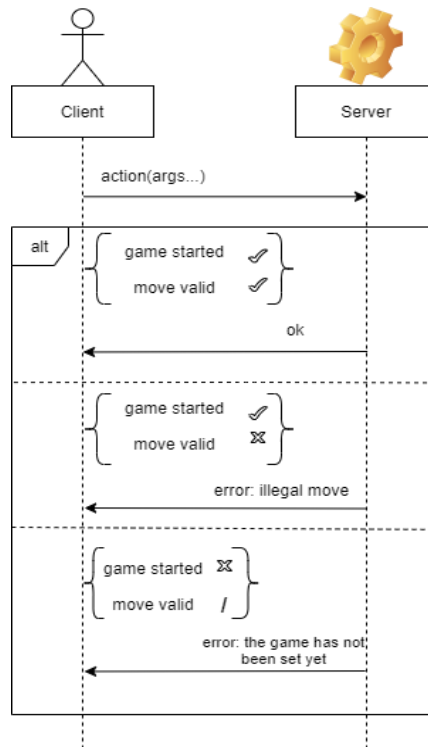 Client
Server
action(args...)
alt
game started
move valid
ok
game started
move valid
error: illegal move
game started
move valid /
error: the game has not
been set yet